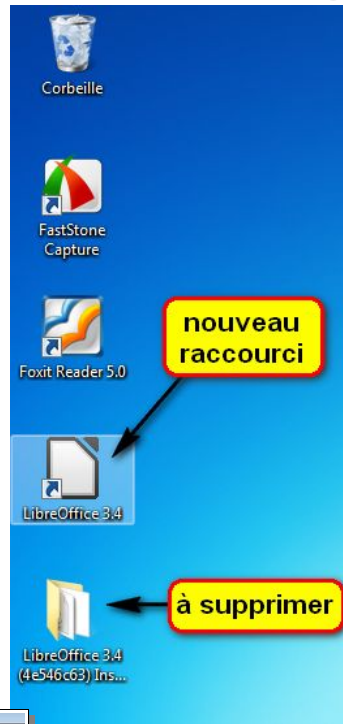 Corbeille
FastStone
Capture
nouveau
raccourci
Foxit Reader 5.0
LibreOffice 3.4
à supprimer
LibreOffice 3.4
(4e546c63) Ins...